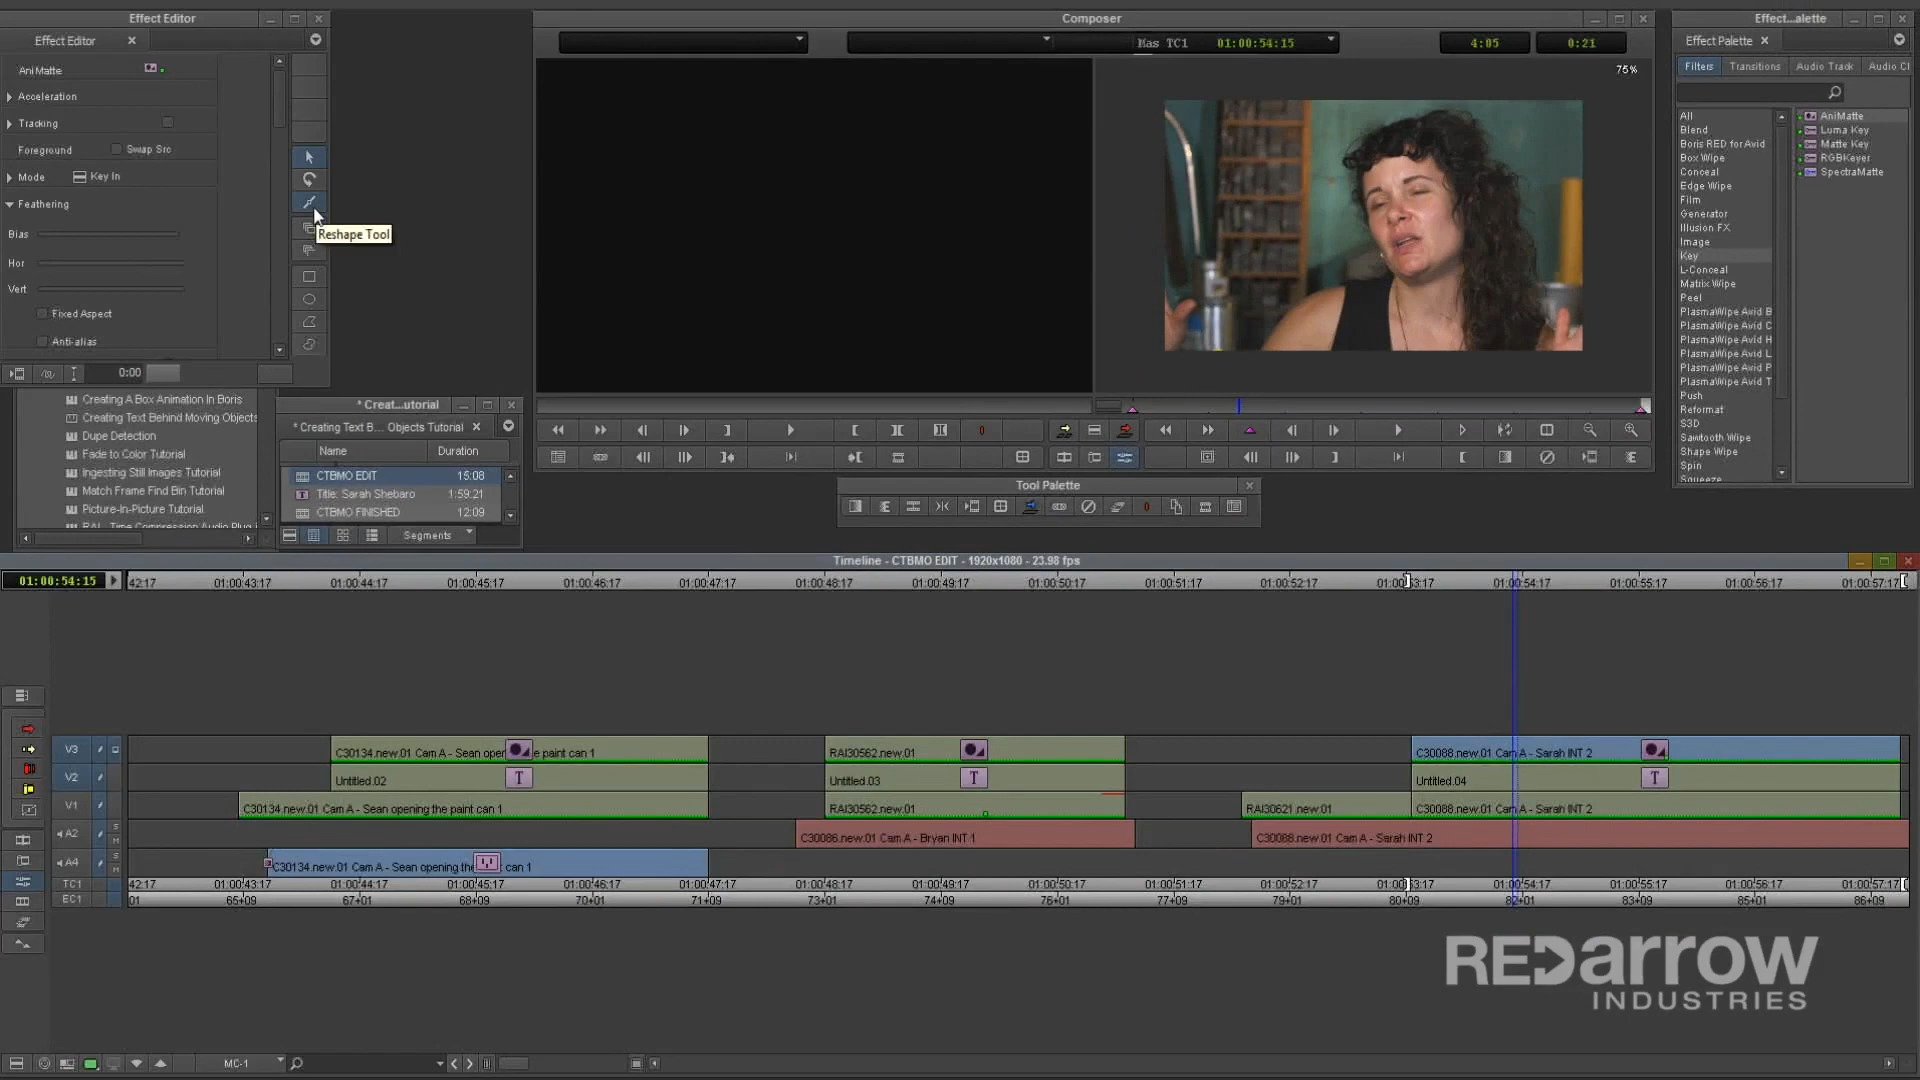 Effect Editor
Composer
Effect...alette
Effect Editor
Effect Palette
Mas TC1 01:00:54:15
4:05
0:21
AniMatte
Acceleration
Tracking
Foreground Swap Src
Mode Key In
Feathering
Bias
Hor
Vert
Fixed Aspect
Anti-alias
0:00
Reshape Tool
75%
Filters Transitions Audio Track Audio Cl
All
Blend
Boris RED for Avid
Box Wipe
Conceal
Edge Wipe
Film
Generator
Illusion FX
Image
Key
L-Conceal
Matrix Wipe
Peel
PlasmaWipe Avid B
PlasmaWipe Avid C
PlasmaWipe Avid H
PlasmaWipe Avid L
PlasmaWipe Avid P
PlasmaWipe Avid T
Push
Reformat
S3D
Sawtooth Wipe
Shape Wipe
Spin
Squeeze
AniMatte
Luma Key
Matte Key
RGBKeyer
SpectraMatte
Creating A Box Animation In Boris
Creating Text Behind Moving Objects
Dupe Detection
Fade to Color Tutorial
Ingesting Still Images Tutorial
Match Frame Find Bin Tutorial
Picture-In-Picture Tutorial
RAI - Time Compression Audio Plug-i
* Creat...utorial
* Creating Text B... Objects Tutorial
Name Duration
CTBMO EDIT 15:08
Title: Sarah Shebaro 1:59:21
CTBMO FINISHED 12:09
Segments
Tool Palette
Timeline - CTBMO EDIT - 1920x1080 - 23.98 fps
01:00:54:15
42:17 01:00:43:17 01:00:44:17 01:00:45:17 01:00:46:17 01:00:47:17 01:00:48:17 01:00:49:17 01:00:50:17 01:00:51:17 01:00:52:17 01:00:53:17 01:00:54:17 01:00:55:17 01:00:56:17 01:00:57:17
V3 C30134.new.01 Cam A - Sean openi the paint can 1 RAI30562.new.01 C30088.new.01 Cam A - Sarah INT 2
V2 Untitled.02 T Untitled.03 T Untitled.04 T
V1 C30134.new.01 Cam A - Sean opening the paint can 1 RAI30562.new.01 RAI30621.new.01 C30088.new.01 Cam A - Sarah INT 2
A2 S M C30086.new.01 Cam A - Bryan INT 1 C30088.new.01 Cam A - Sarah INT 2
A4 S M C30134.new.01 Cam A - Sean opening the can 1
TC1 42:17 01:00:43:17 01:00:44:17 01:00:45:17 01:00:46:17 01:00:47:17 01:00:48:17 01:00:49:17 01:00:50:17 01:00:51:17 01:00:52:17 01:00:53:17 01:00:54:17 01:00:55:17 01:00:56:17 01:00:57:17
EC1 01 65+09 67+01 68+09 70+01 71+09 73+01 74+09 76+01 77+09 79+01 80+09 82+01 83+09 85+01 86+09
REDarrow
INDUSTRIES
MC-1